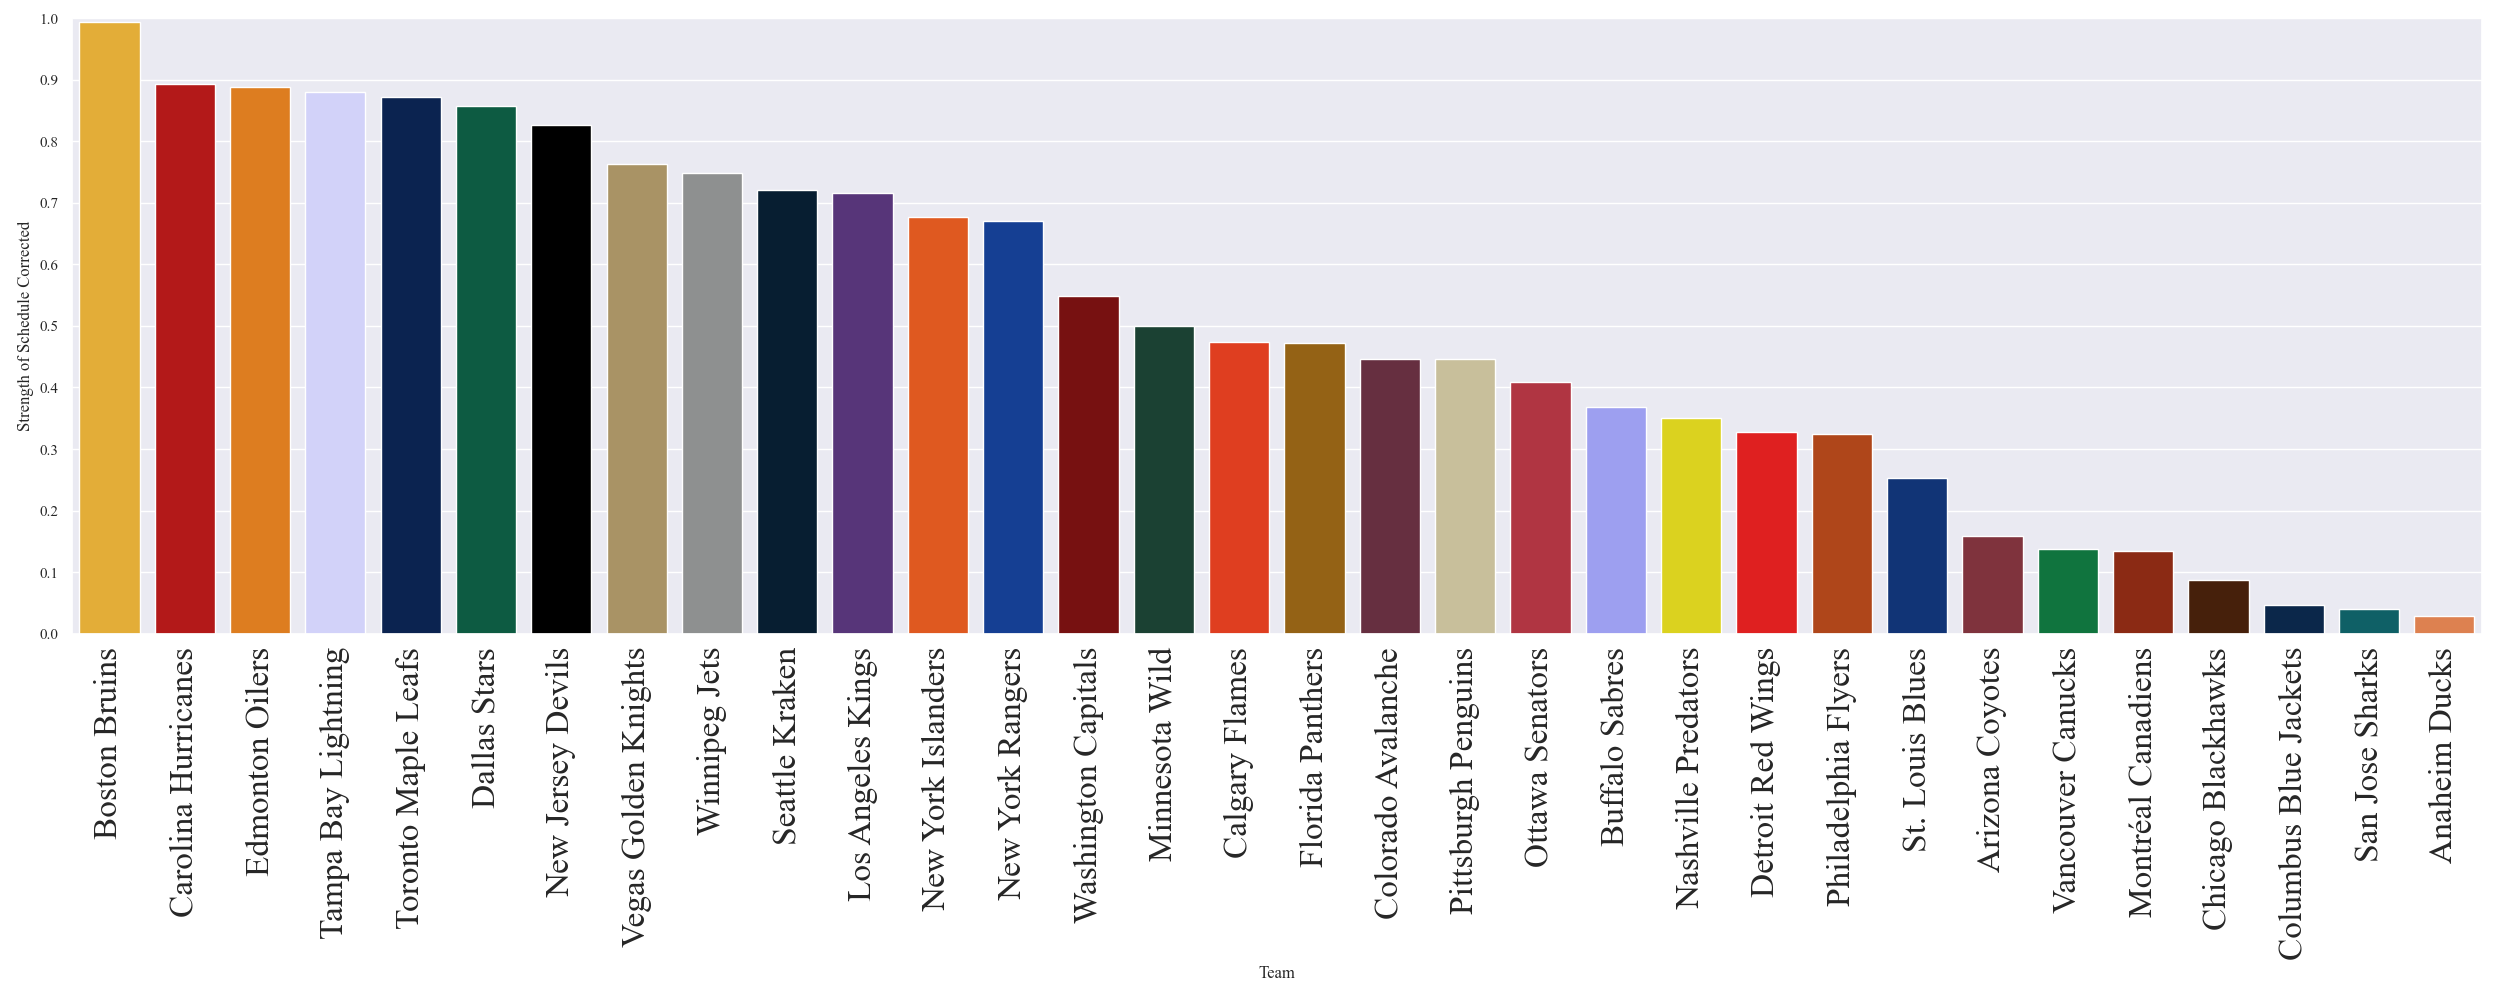 1.0
0.9
0.8
0.7
0.6
0.5
0.4
0.3
0.2
0.1
0.0
Strength of Schedule Corrected
Boston Bruins
Carolina Hurricanes
Edmonton Oilers
Tampa Bay Lightning
Toronto Maple Leafs
Dallas Stars
New Jersey Devils
Vegas Golden Knights
Winnipeg Jets
Seattle Kraken
Los Angeles Kings
New York Islanders
New York Rangers
Washington Capitals
Minnesota Wild
Calgary Flames
Florida Panthers
Colorado Avalanche
Pittsburgh Penguins
Ottawa Senators
Buffalo Sabres
Nashville Predators
Detroit Red Wings
Philadelphia Flyers
St. Louis Blues
Arizona Coyotes
Vancouver Canucks
Montréal Canadiens
Chicago Blackhawks
Columbus Blue Jackets
San Jose Sharks
Anaheim Ducks
Team